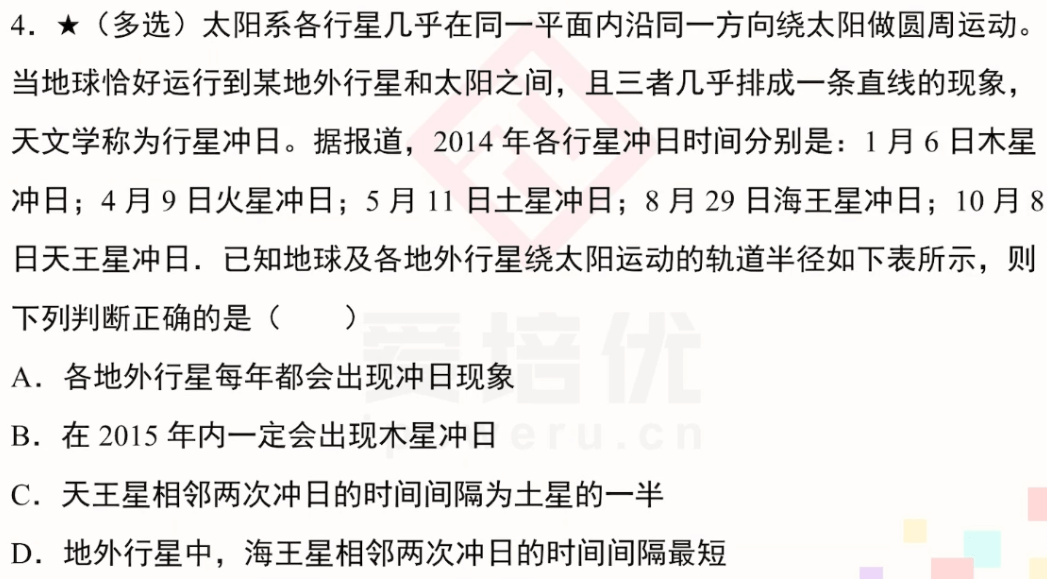 4．★（多选）太阳系各行星几乎在同一平面内沿同一方向绕太阳做圆周运动。
当地球恰好运行到某地外行星和太阳之间，且三者几乎排成一条直线的现象，
天文学称为行星冲日。据报道，2014 年各行星冲日时间分别是：1 月 6 日木星
冲日；4 月 9 日火星冲日；5 月 11 日土星冲日；8 月 29 日海王星冲日；10 月 8
日天王星冲日．已知地球及各地外行星绕太阳运动的轨道半径如下表所示，则
下列判断正确的是（　　）
爱培优
A．各地外行星每年都会出现冲日现象
B．在 2015 年内一定会出现木星冲日
C．天王星相邻两次冲日的时间间隔为土星的一半
D．地外行星中，海王星相邻两次冲日的时间间隔最短